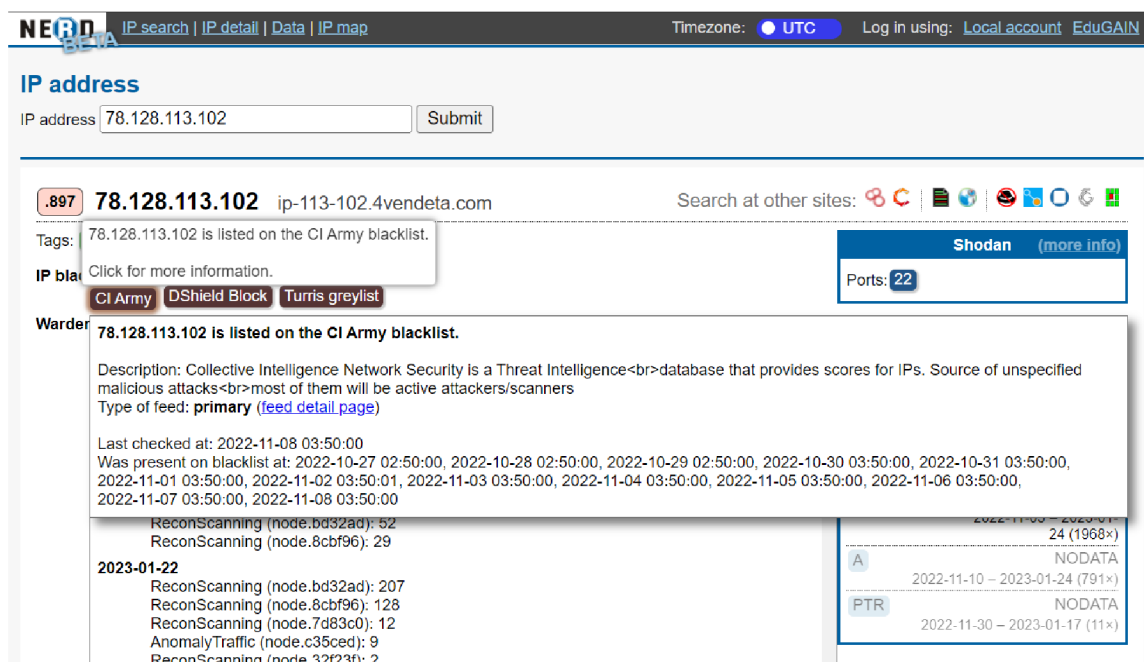 NERD BETA IP search | IP detail | Data | IP map Timezone: UTC Log in using: Local account EduGAIN
IP address
IP address 78.128.113.102 Submit
.897 78.128.113.102 ip-113-102.4vendeta.com Search at other sites:
Tags:
78.128.113.102 is listed on the CI Army blacklist.
Click for more information.
Shodan (more info)
Ports: 22
IP bla
CI Army DShield Block Turris greylist
Warden
78.128.113.102 is listed on the CI Army blacklist.
Description: Collective Intelligence Network Security is a Threat Intelligence<br>database that provides scores for IPs. Source of unspecified
malicious attacks<br>most of them will be active attackers/scanners
Type of feed: primary (feed detail page)
Last checked at: 2022-11-08 03:50:00
Was present on blacklist at: 2022-10-27 02:50:00, 2022-10-28 02:50:00, 2022-10-29 02:50:00, 2022-10-30 03:50:00, 2022-10-31 03:50:00,
2022-11-01 03:50:00, 2022-11-02 03:50:01, 2022-11-03 03:50:00, 2022-11-04 03:50:00, 2022-11-05 03:50:00, 2022-11-06 03:50:00,
2022-11-07 03:50:00, 2022-11-08 03:50:00
ReconScanning (node.bd32ad): 52
ReconScanning (node.8cbf96): 29
2023-01-22
ReconScanning (node.bd32ad): 207
ReconScanning (node.8cbf96): 128
ReconScanning (node.7d83c0): 12
AnomalyTraffic (node.c35ced): 9
ReconScanning (node.32f23f): 2
24 (1968×)
A NODATA
2022-11-10 – 2023-01-24 (791×)
PTR NODATA
2022-11-30 – 2023-01-17 (11×)